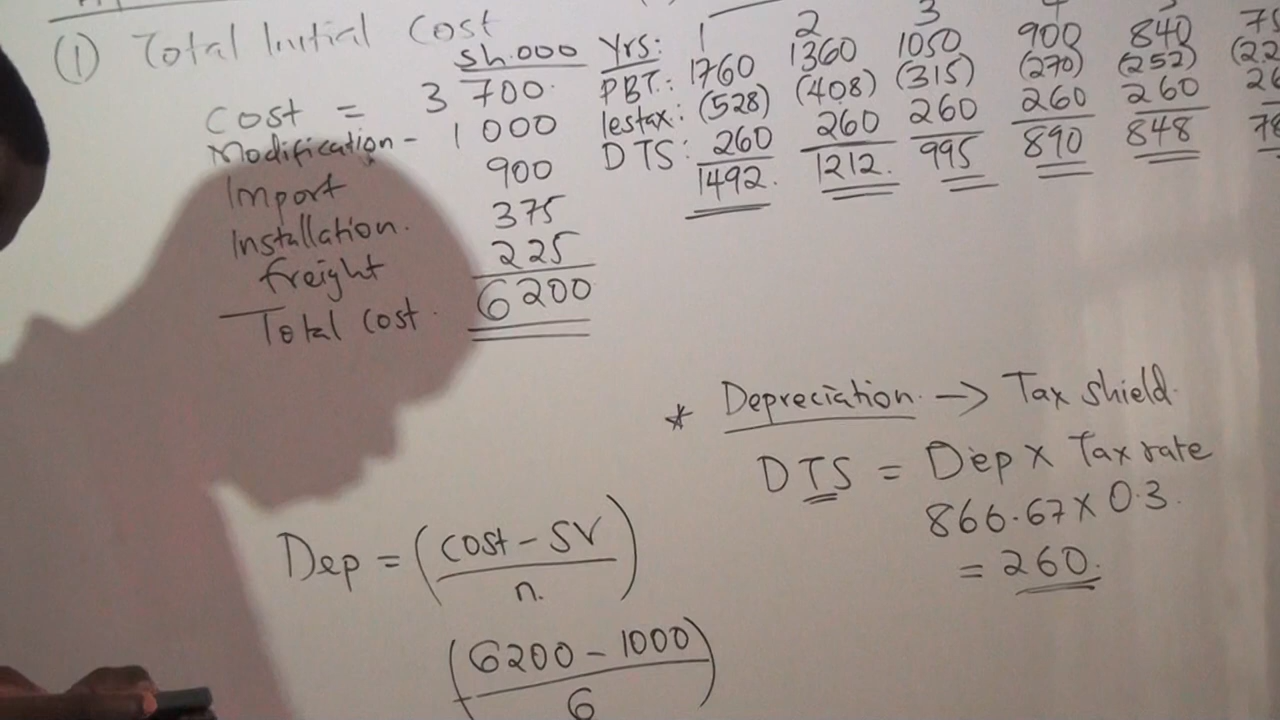 (1) Total Initial Cost
sh.000
Cost = 3 700
Modification - 1 000
Import 900
Installation. 375
freight 225
Total cost. 6200
Yrs: 1 2 3
PBT: 1760 1360 1050 900 840
lestax: (528) (408) (315) (270) (252)
DTS: 260 260 260 260 260
1492. 1212. 995 890 848
* Depreciation. -> Tax shield.
DTS = Dep x Tax rate
866.67 x 0.3.
= 260.
Dep = (cost - SV / n.)
(6200 - 1000 / 6)